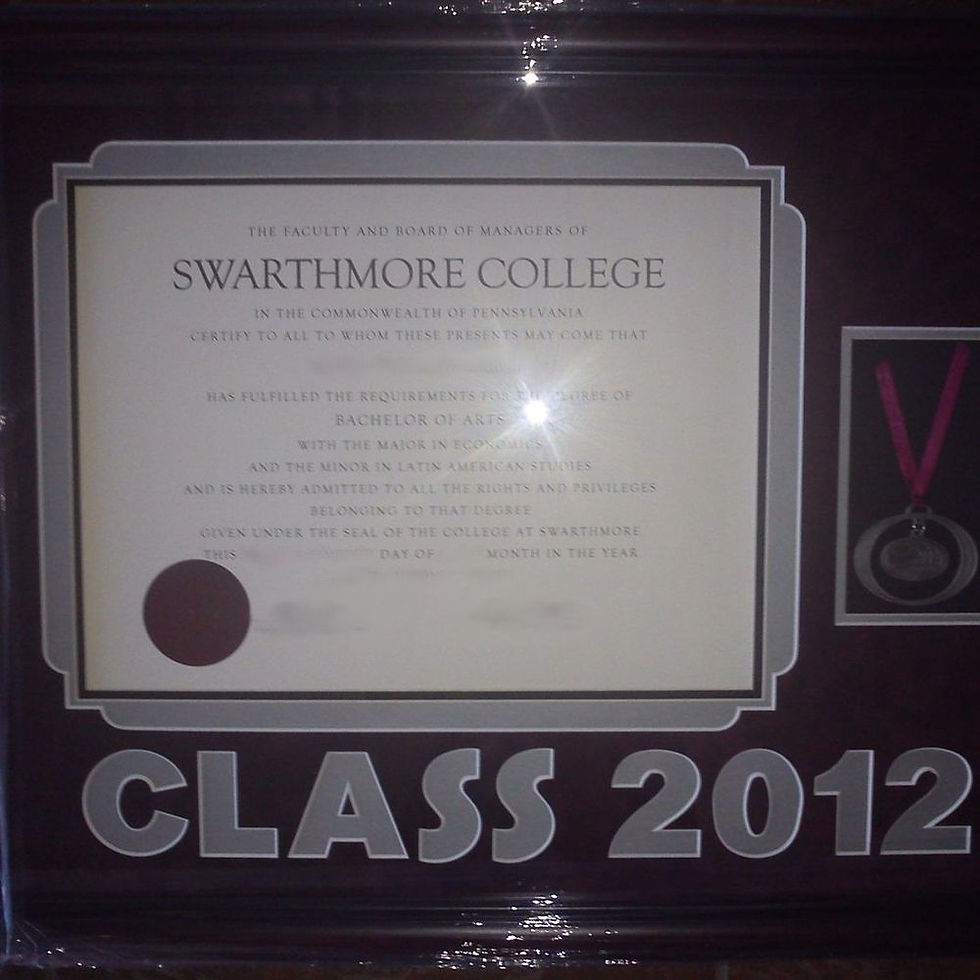 THE FACULTY AND BOARD OF MANAGERS OF
SWARTHMORE COLLEGE
IN THE COMMONWEALTH OF PENNSYLVANIA
CERTIFY TO ALL TO WHOM THESE PRESENTS MAY COME THAT
HAS FULFILLED THE REQUIREMENTS FOR THE DEGREE OF
BACHELOR OF ARTS
WITH THE MAJOR IN ECONOMICS
AND THE MINOR IN LATIN AMERICAN STUDIES
AND IS HEREBY ADMITTED TO ALL THE RIGHTS AND PRIVILEGES
BELONGING TO THAT DEGREE
GIVEN UNDER THE SEAL OF THE COLLEGE AT SWARTHMORE
THIS DAY OF MONTH IN THE YEAR
CLASS 2012